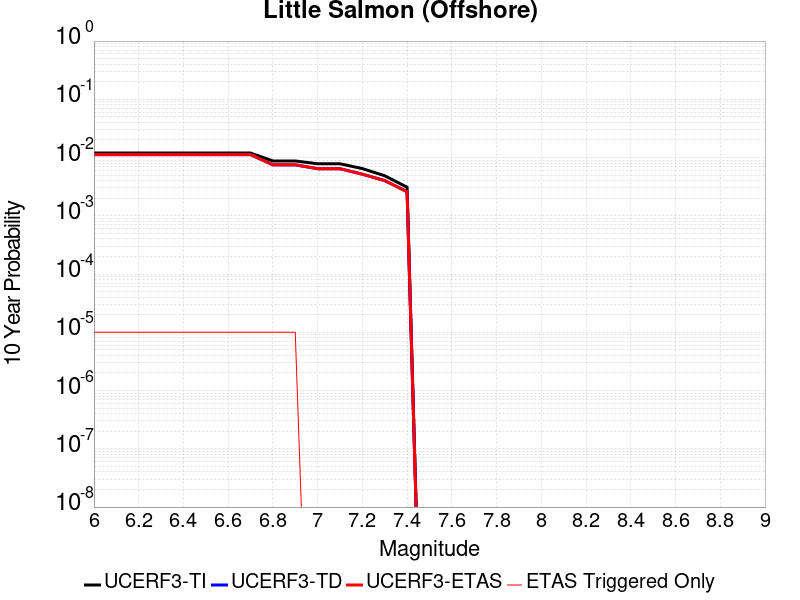 Little Salmon (Offshore)
10^0
10^-1
10^-2
10^-3
10^-4
10^-5
10^-6
10^-7
10^-8
10 Year Probability
6 6.2 6.4 6.6 6.8 7 7.2 7.4 7.6 7.8 8 8.2 8.4 8.6 8.8 9
Magnitude
UCERF3-TI UCERF3-TD UCERF3-ETAS ETAS Triggered Only